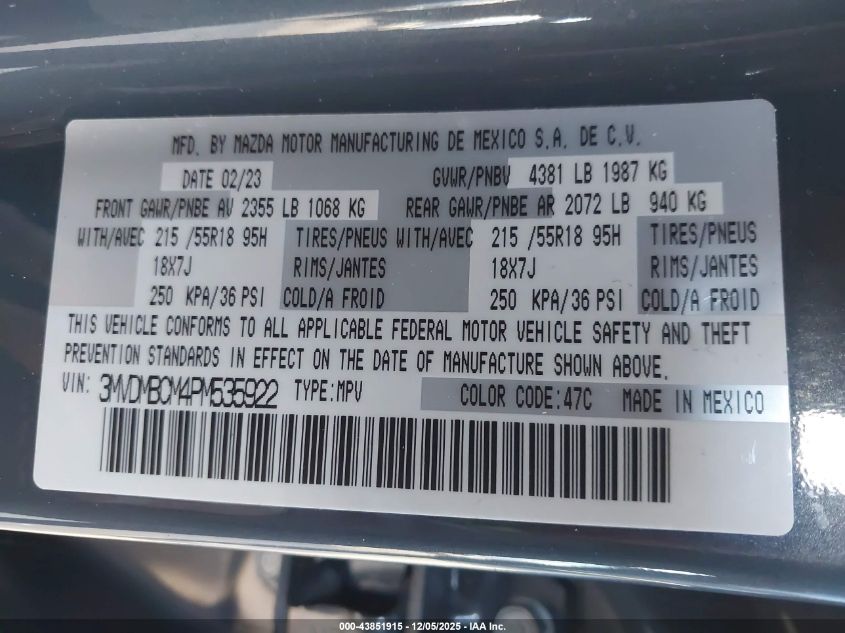 MFD. BY MAZDA MOTOR MANUFACTURING DE MEXICO S.A. DE C.V.
DATE 02/23 GVWR/PNBV 4381 LB 1987 KG
FRONT GAWR/PNBE AV 2355 LB 1068 KG REAR GAWR/PNBE AR 2072 LB 940 KG
WITH/AVEC 215 /55R18 95H TIRES/PNEUS WITH/AVEC 215 /55R18 95H TIRES/PNEUS
18X7J RIMS/JANTES 18X7J RIMS/JANTES
250 KPA/36 PSI COLD/A FROID 250 KPA/36 PSI COLD/A FROID
THIS VEHICLE CONFORMS TO ALL APPLICABLE FEDERAL MOTOR VEHICLE SAFETY AND THEFT
PREVENTION STANDARDS IN EFFECT ON THE DATE OF MANUFACTURE SHOWN ABOVE.
VIN: 3MVDMBCM4PM535922 TYPE:MPV COLOR CODE:47C MADE IN MEXICO
000-43851915 - 12/05/2025 - IAA Inc.